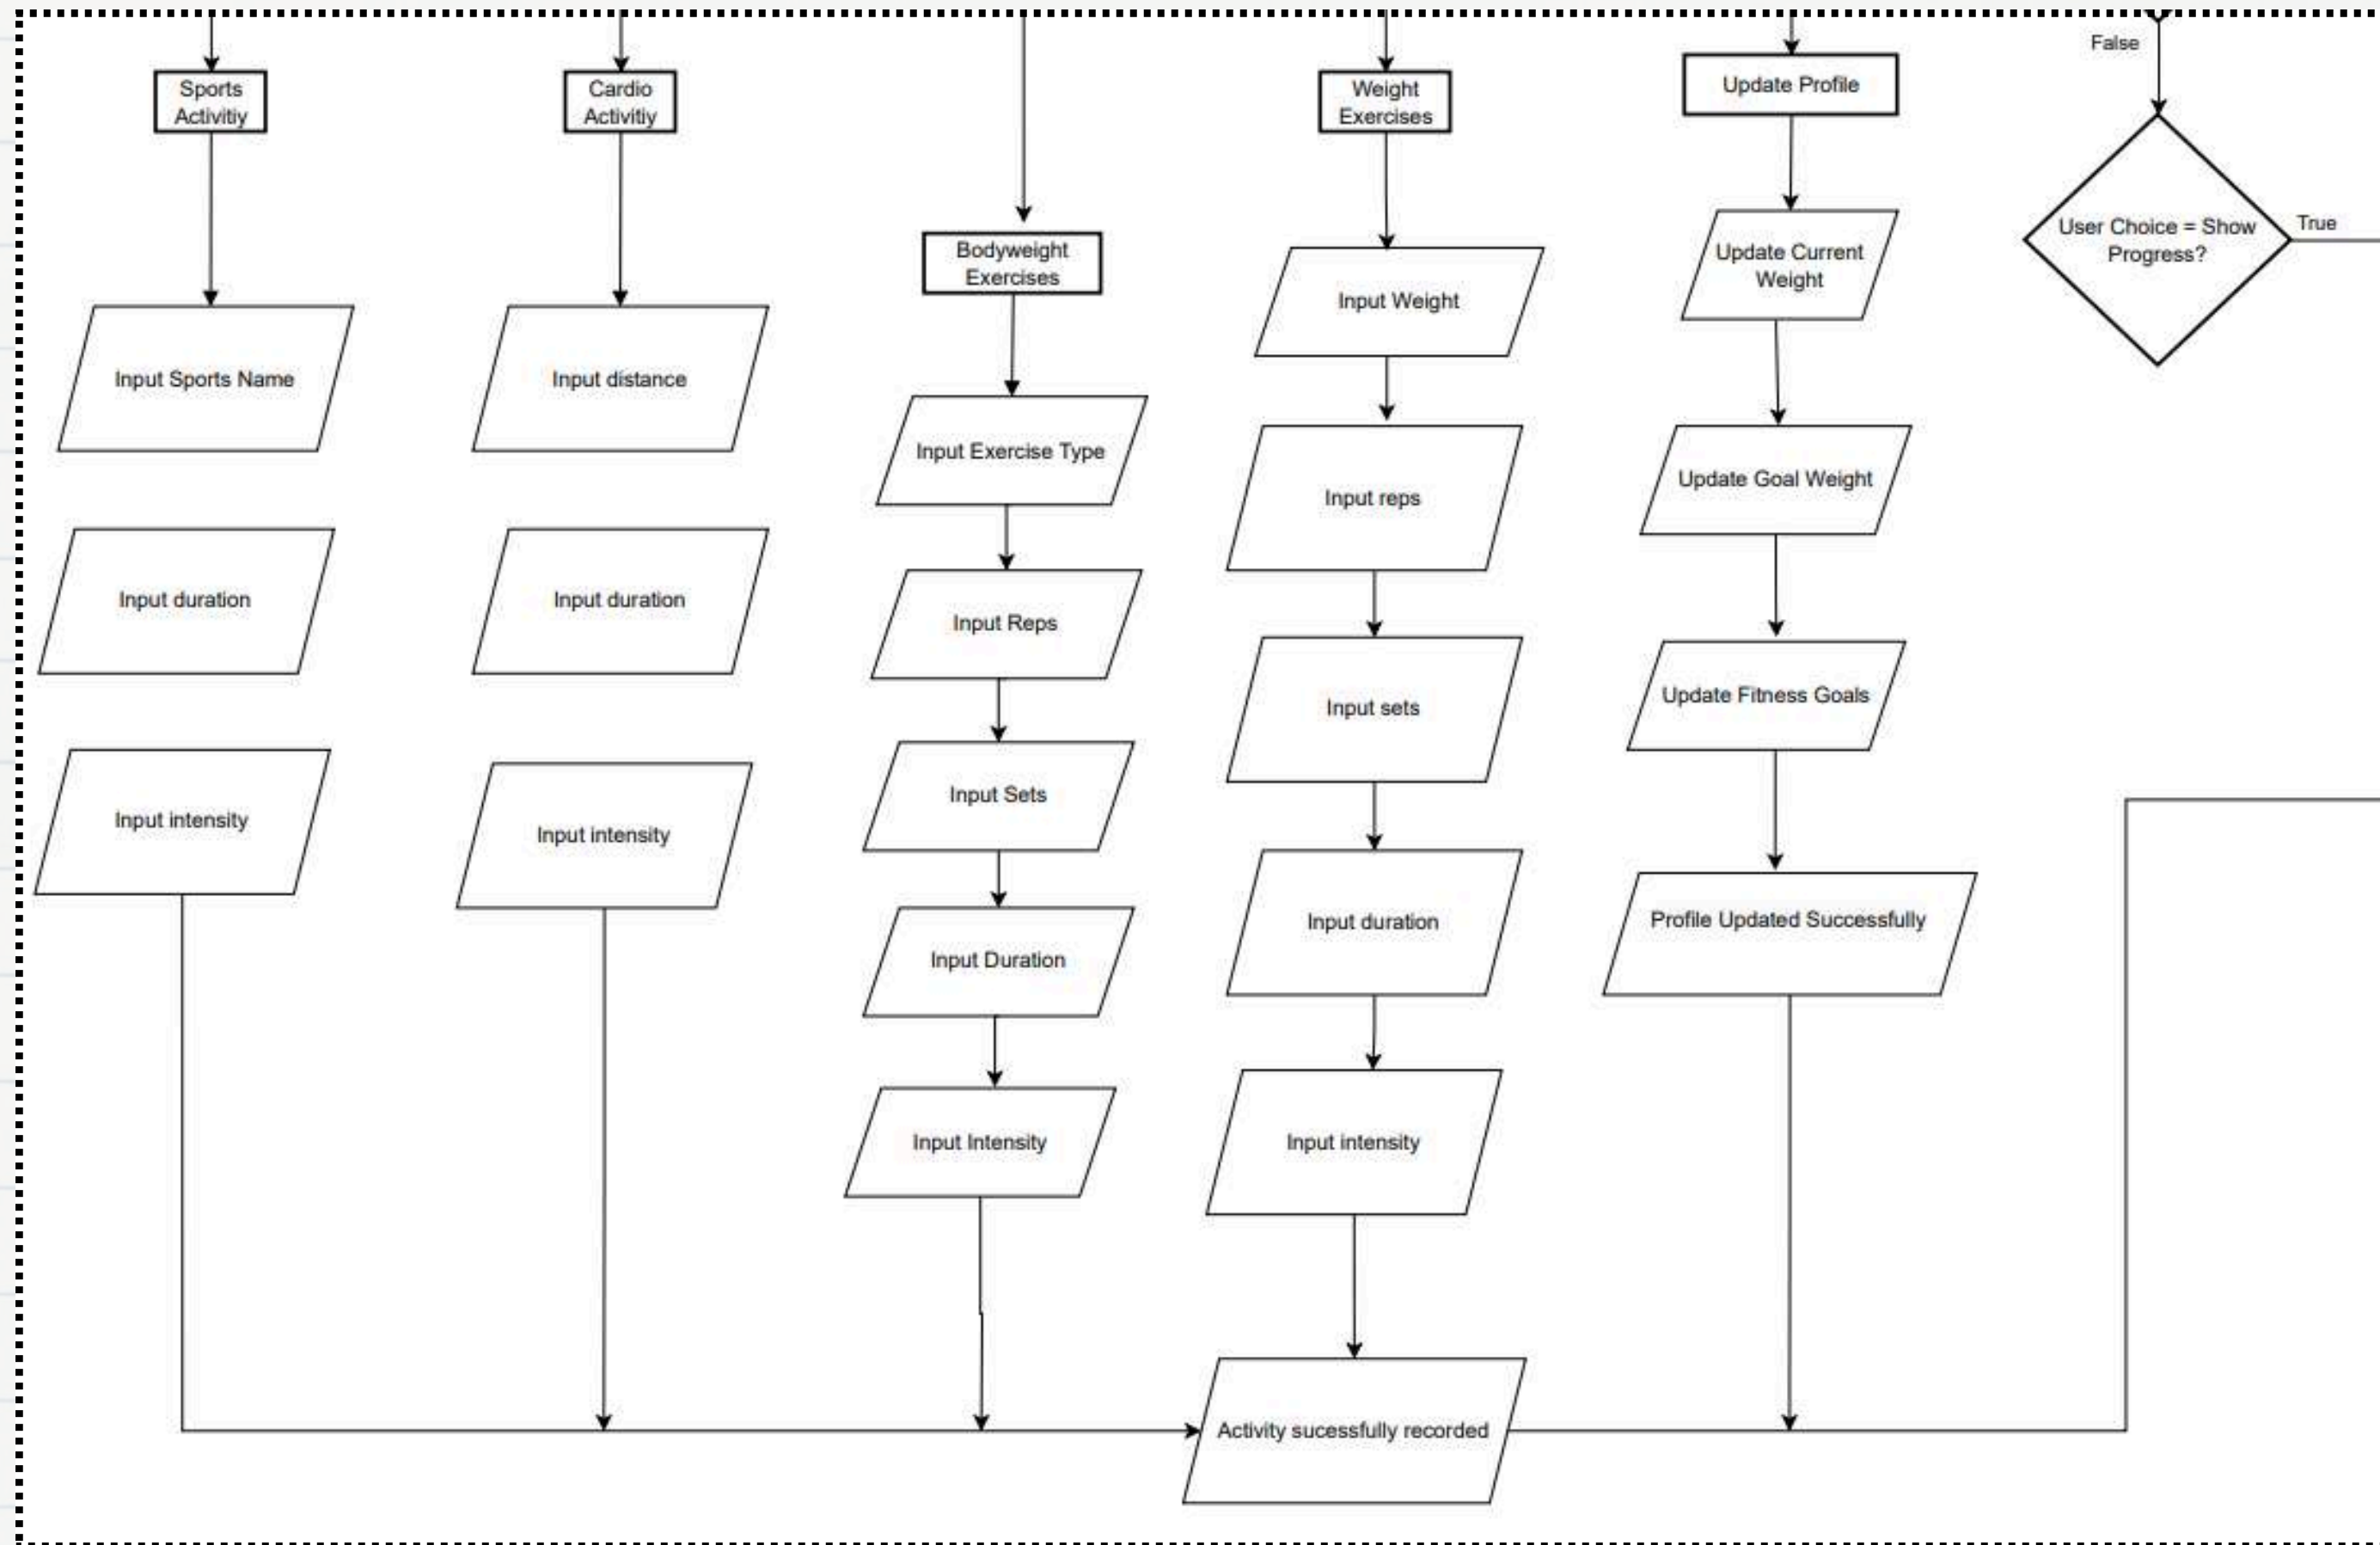 Sports
Activitiy
Input Sports Name
Input duration
Input intensity
Cardio
Activitiy
Input distance
Input duration
Input intensity
Bodyweight
Exercises
Input Exercise Type
Input Reps
Input Sets
Input Duration
Input Intensity
Weight
Exercises
Input Weight
Input reps
Input sets
Input duration
Input intensity
Activity sucessfully recorded
Update Profile
Update Current
Weight
Update Goal Weight
Update Fitness Goals
Profile Updated Successfully
False
User Choice = Show
Progress?
True